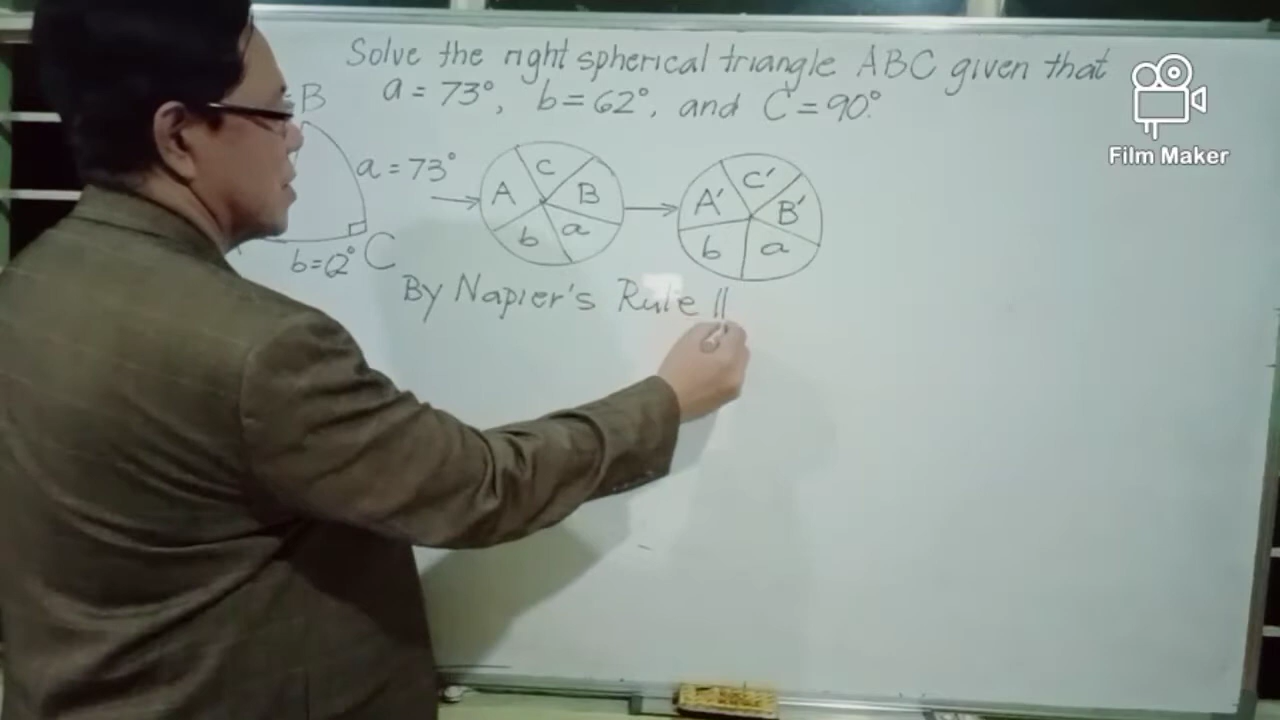 Solve the right spherical triangle ABC given that
a = 73°, b = 62°, and C = 90°.
B
a = 73°
C
b=62°
A
c
B
b
a
A'
c'
B'
b
a
By Napier's Rule II
Film Maker